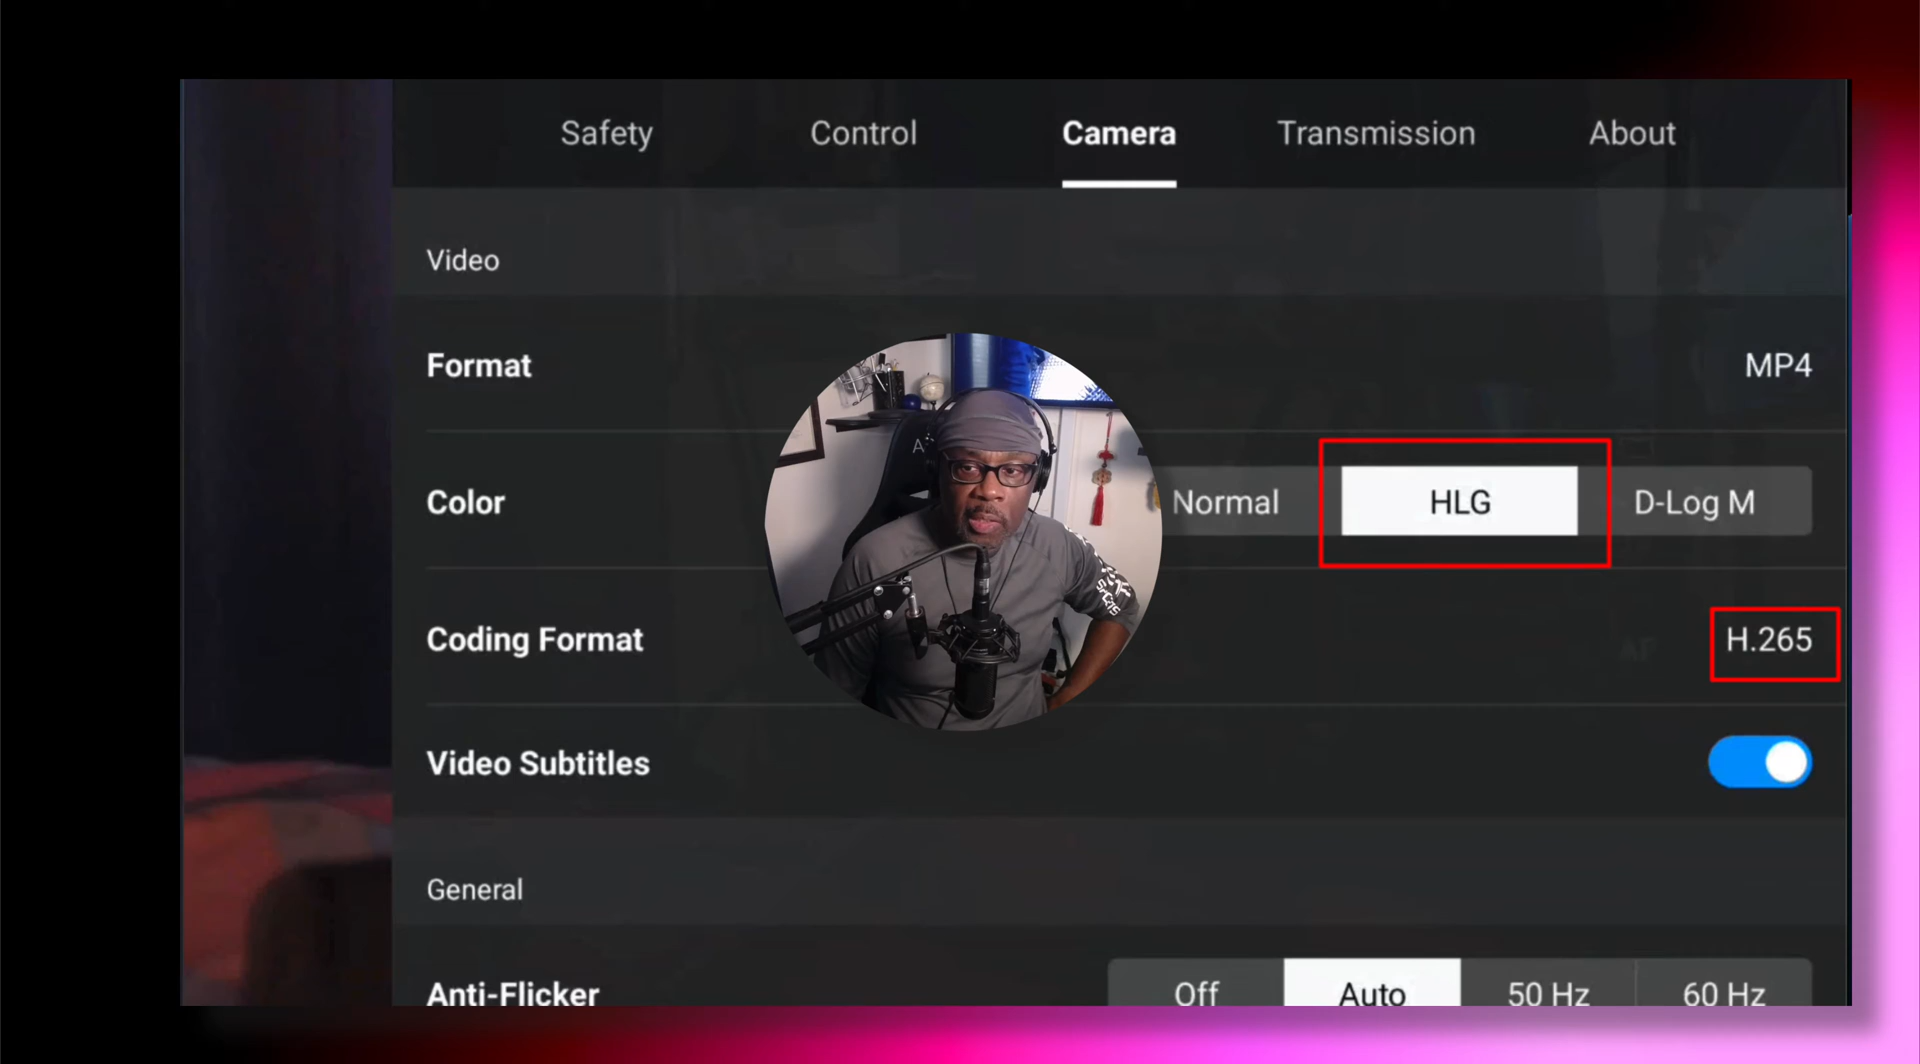 Safety Control Camera Transmission About
Video
Format MP4
Color Normal HLG D-Log M
Coding Format H.265
Video Subtitles
General
Anti-Flicker Off Auto 50 Hz 60 Hz